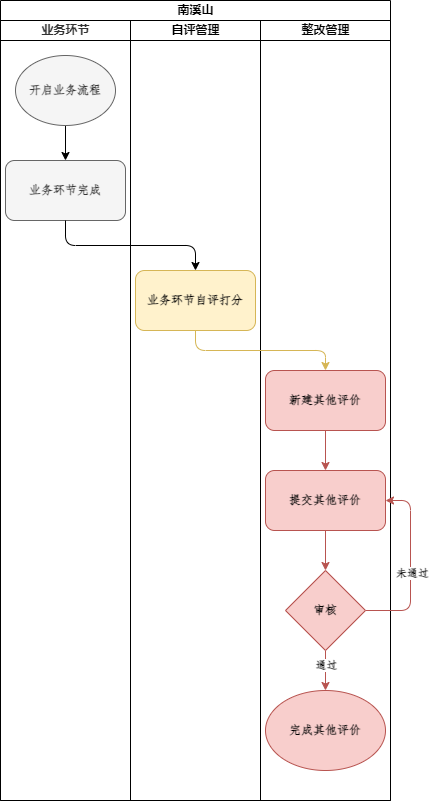 南溪山
业务环节
自评管理
整改管理
开启业务流程
业务环节完成
业务环节自评打分
新建其他评价
提交其他评价
未通过
审核
通过
完成其他评价